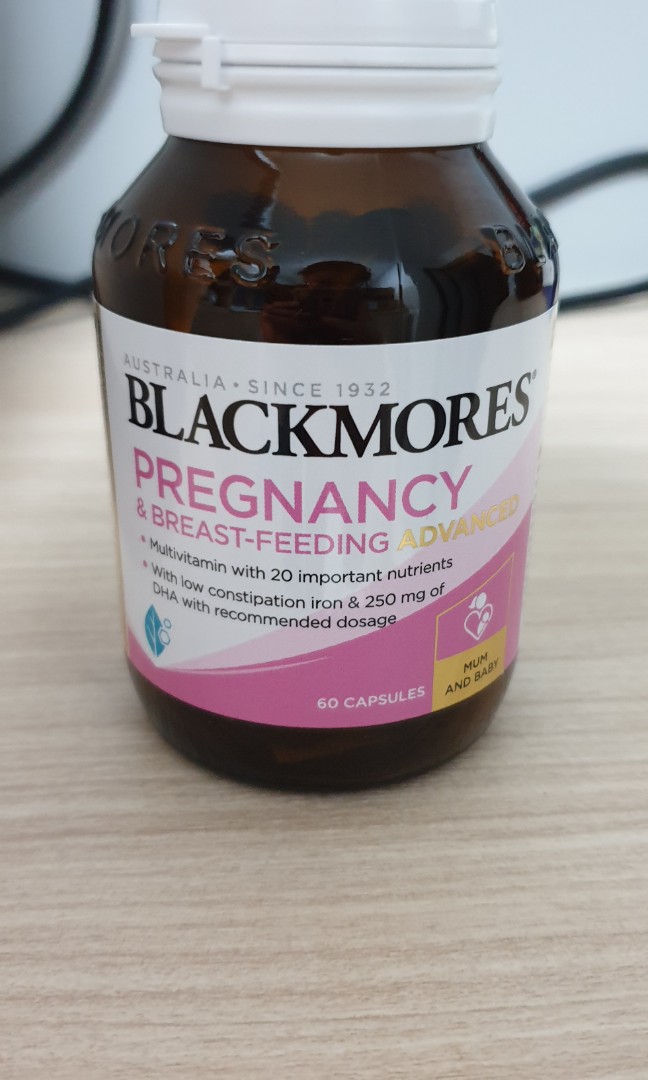 ORES B
AUSTRALIA • SINCE 1932
BLACKMORES®
PREGNANCY
& BREAST-FEEDING ADVANCED
• Multivitamin with 20 important nutrients
• With low constipation iron & 250 mg of
DHA with recommended dosage
MUM
AND BABY
60 CAPSULES